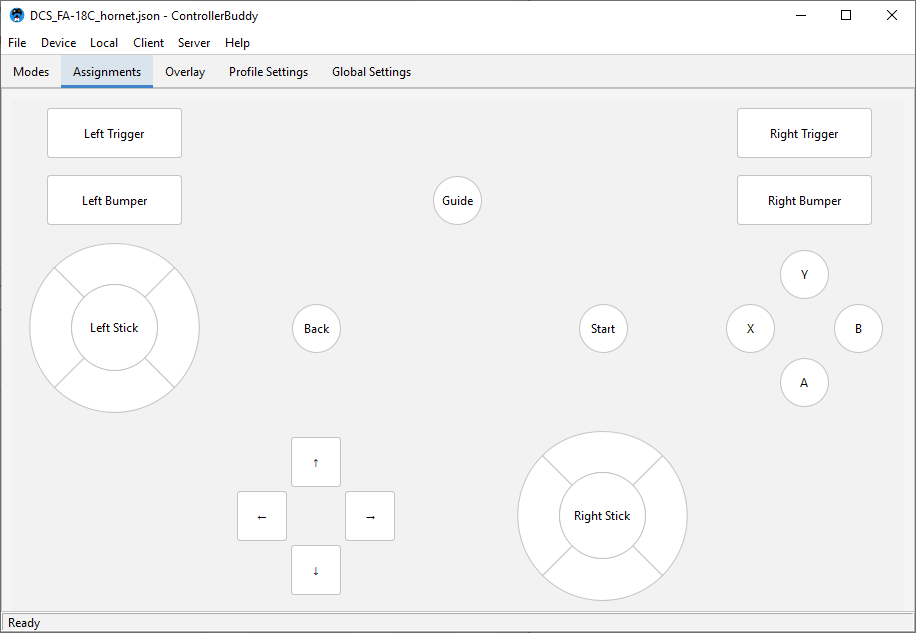 DCS_FA-18C_hornet.json - ControllerBuddy
File Device Local Client Server Help
Modes Assignments Overlay Profile Settings Global Settings
Left Trigger
Right Trigger
Left Bumper
Guide
Right Bumper
Y
Left Stick
Back
Start
X
B
A
↑
←
→
Right Stick
↓
Ready